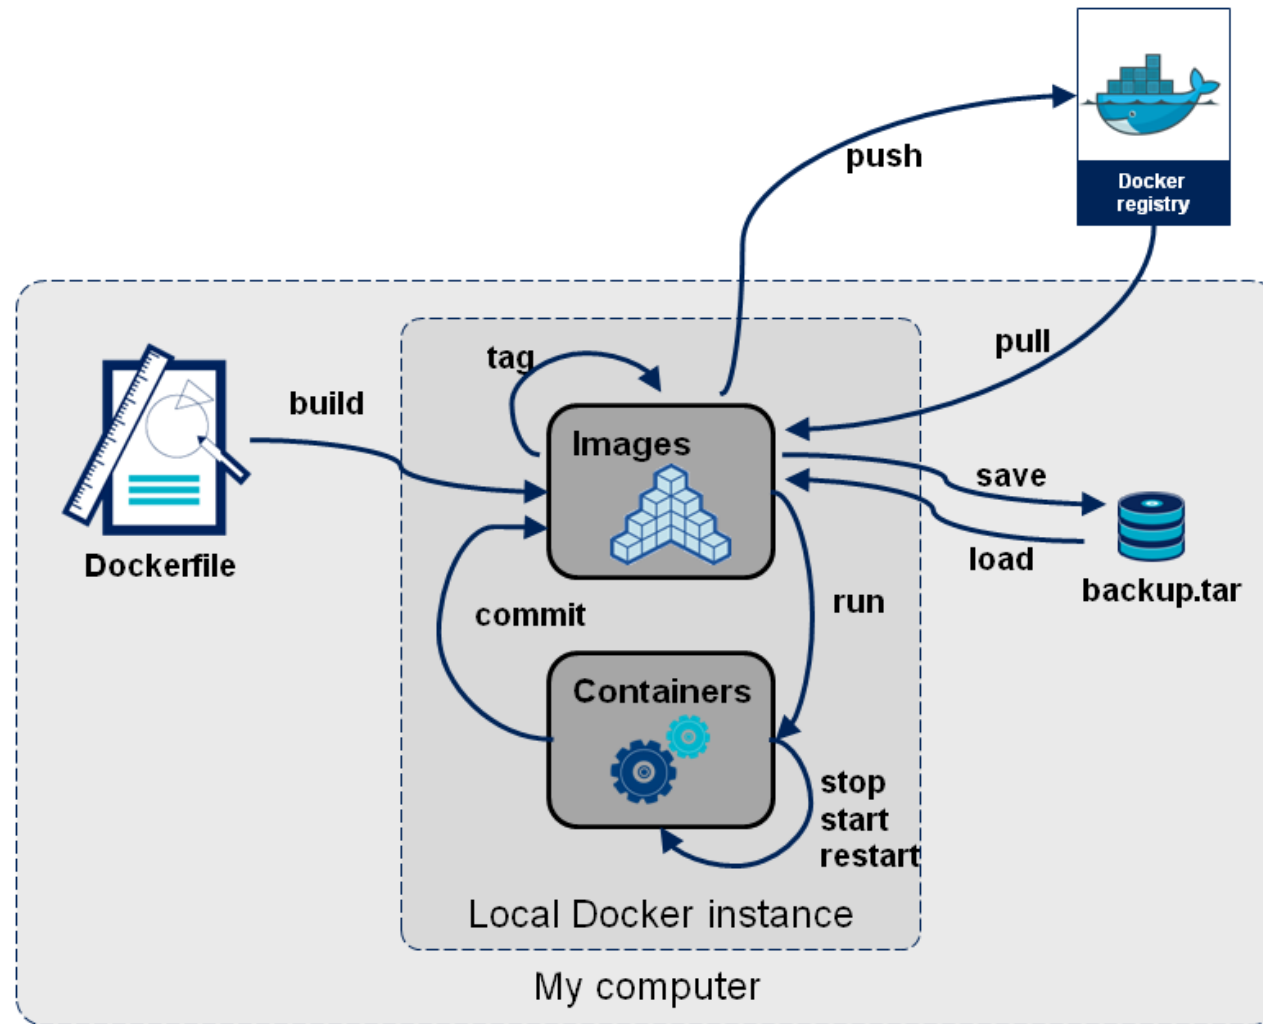 push
Docker
registry
tag
pull
build
Images
save
load
Dockerfile
backup.tar
commit
run
Containers
stop
start
restart
Local Docker instance
My computer